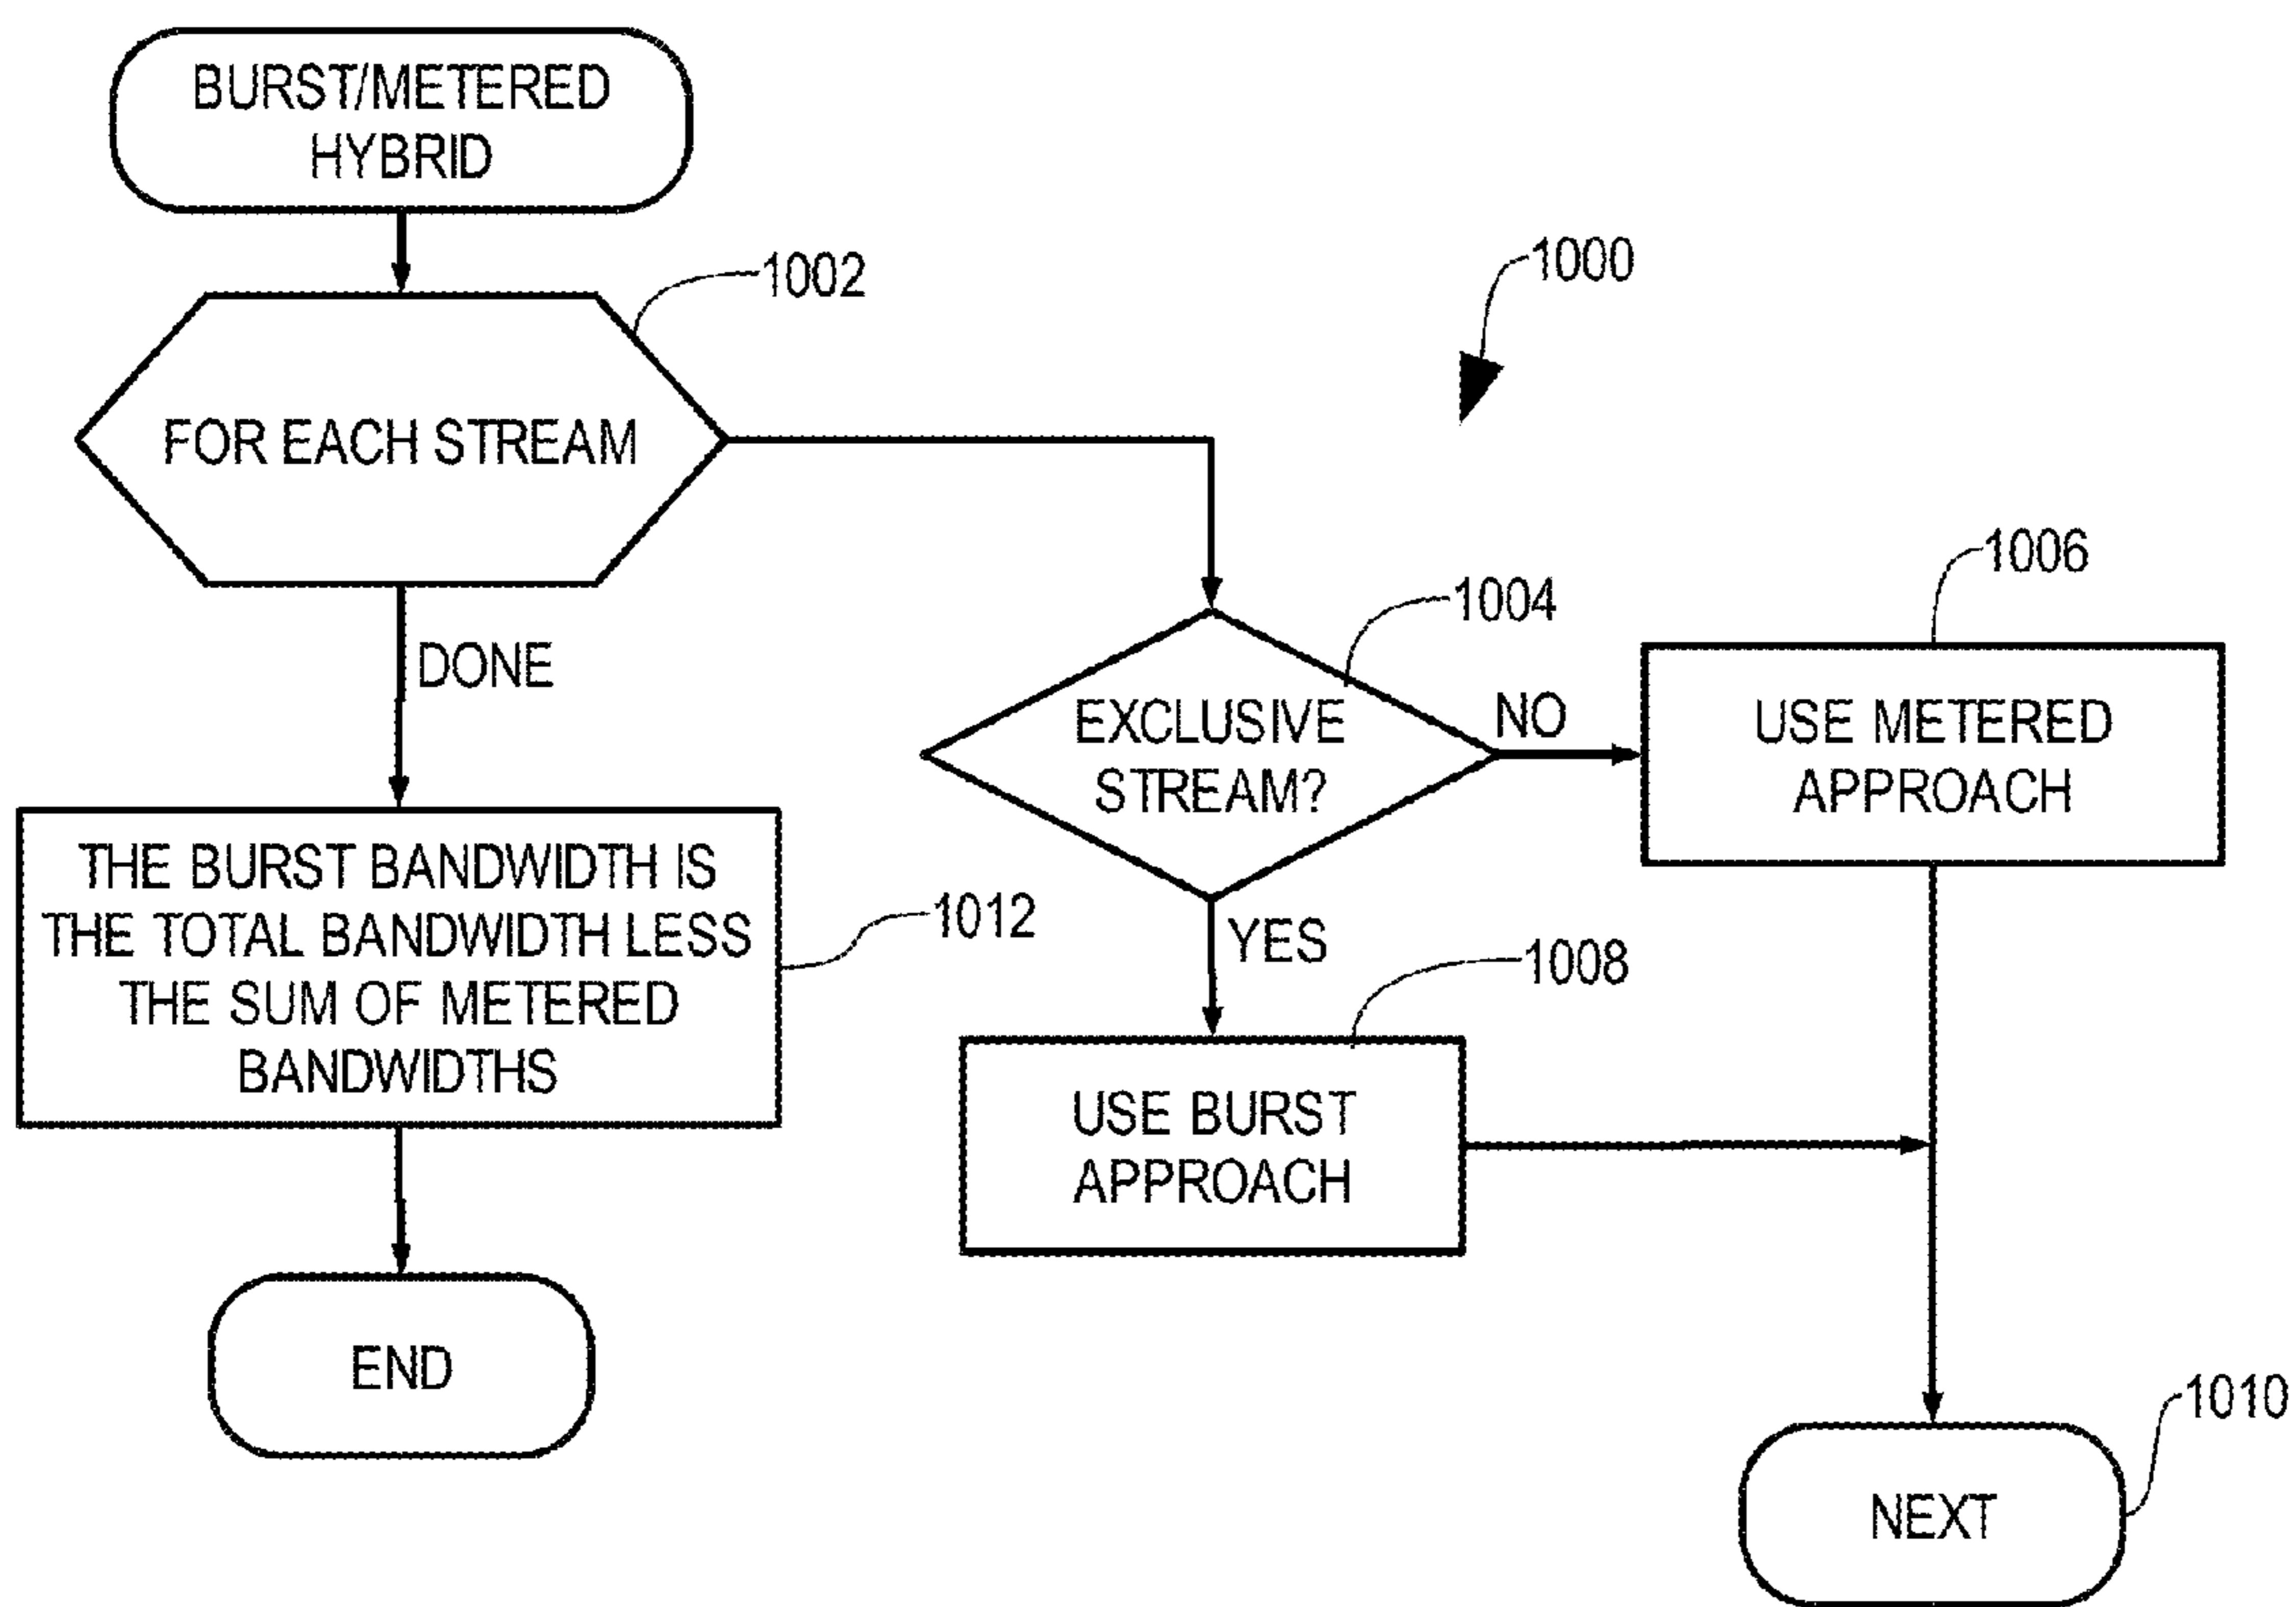 BURST/METERED
HYBRID
1002
1000
FOR EACH STREAM
DONE
1004
EXCLUSIVE
STREAM?
NO
1006
USE METERED
APPROACH
YES
1008
USE BURST
APPROACH
THE BURST BANDWIDTH IS
THE TOTAL BANDWIDTH LESS
THE SUM OF METERED
BANDWIDTHS
1012
END
1010
NEXT